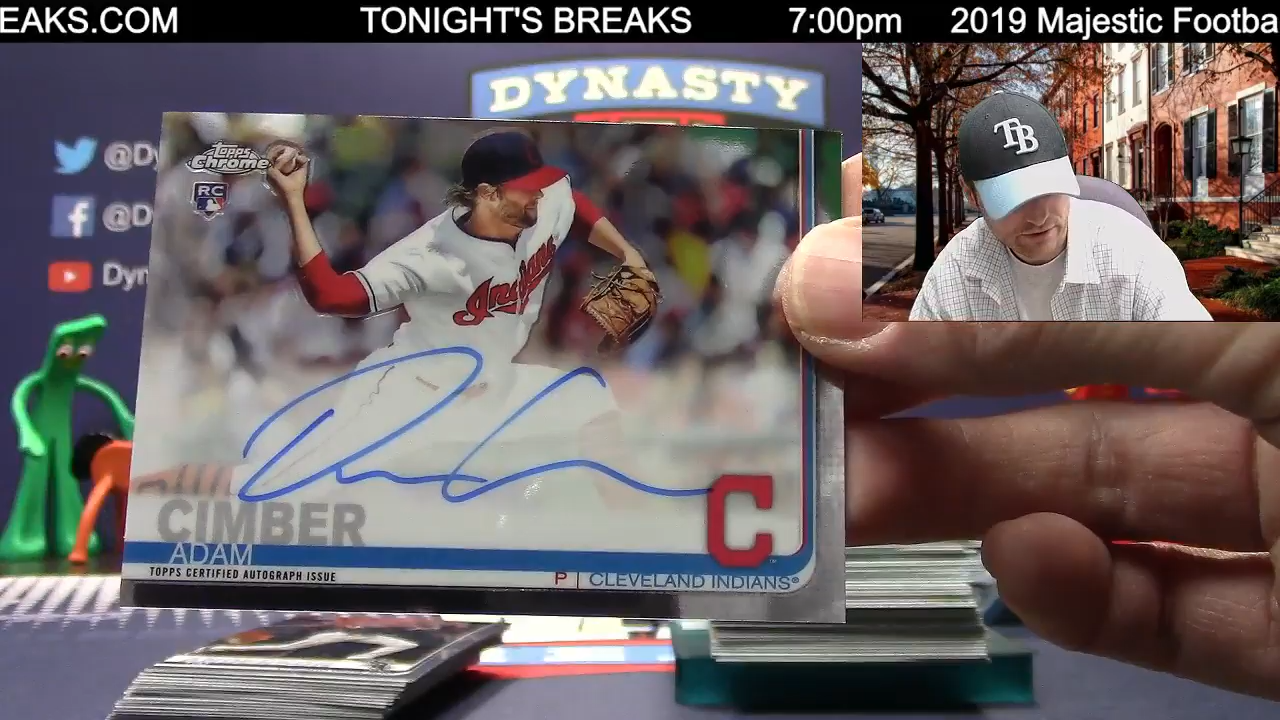 EAKS.COM TONIGHT'S BREAKS 7:00pm 2019 Majestic Footba
DYNASTY
@Dy
@D
Dyn
Topps
Chrome
RC
TB
Indians
CIMBER
ADAM
TOPPS CERTIFIED AUTOGRAPH ISSUE
C
P | CLEVELAND INDIANS®